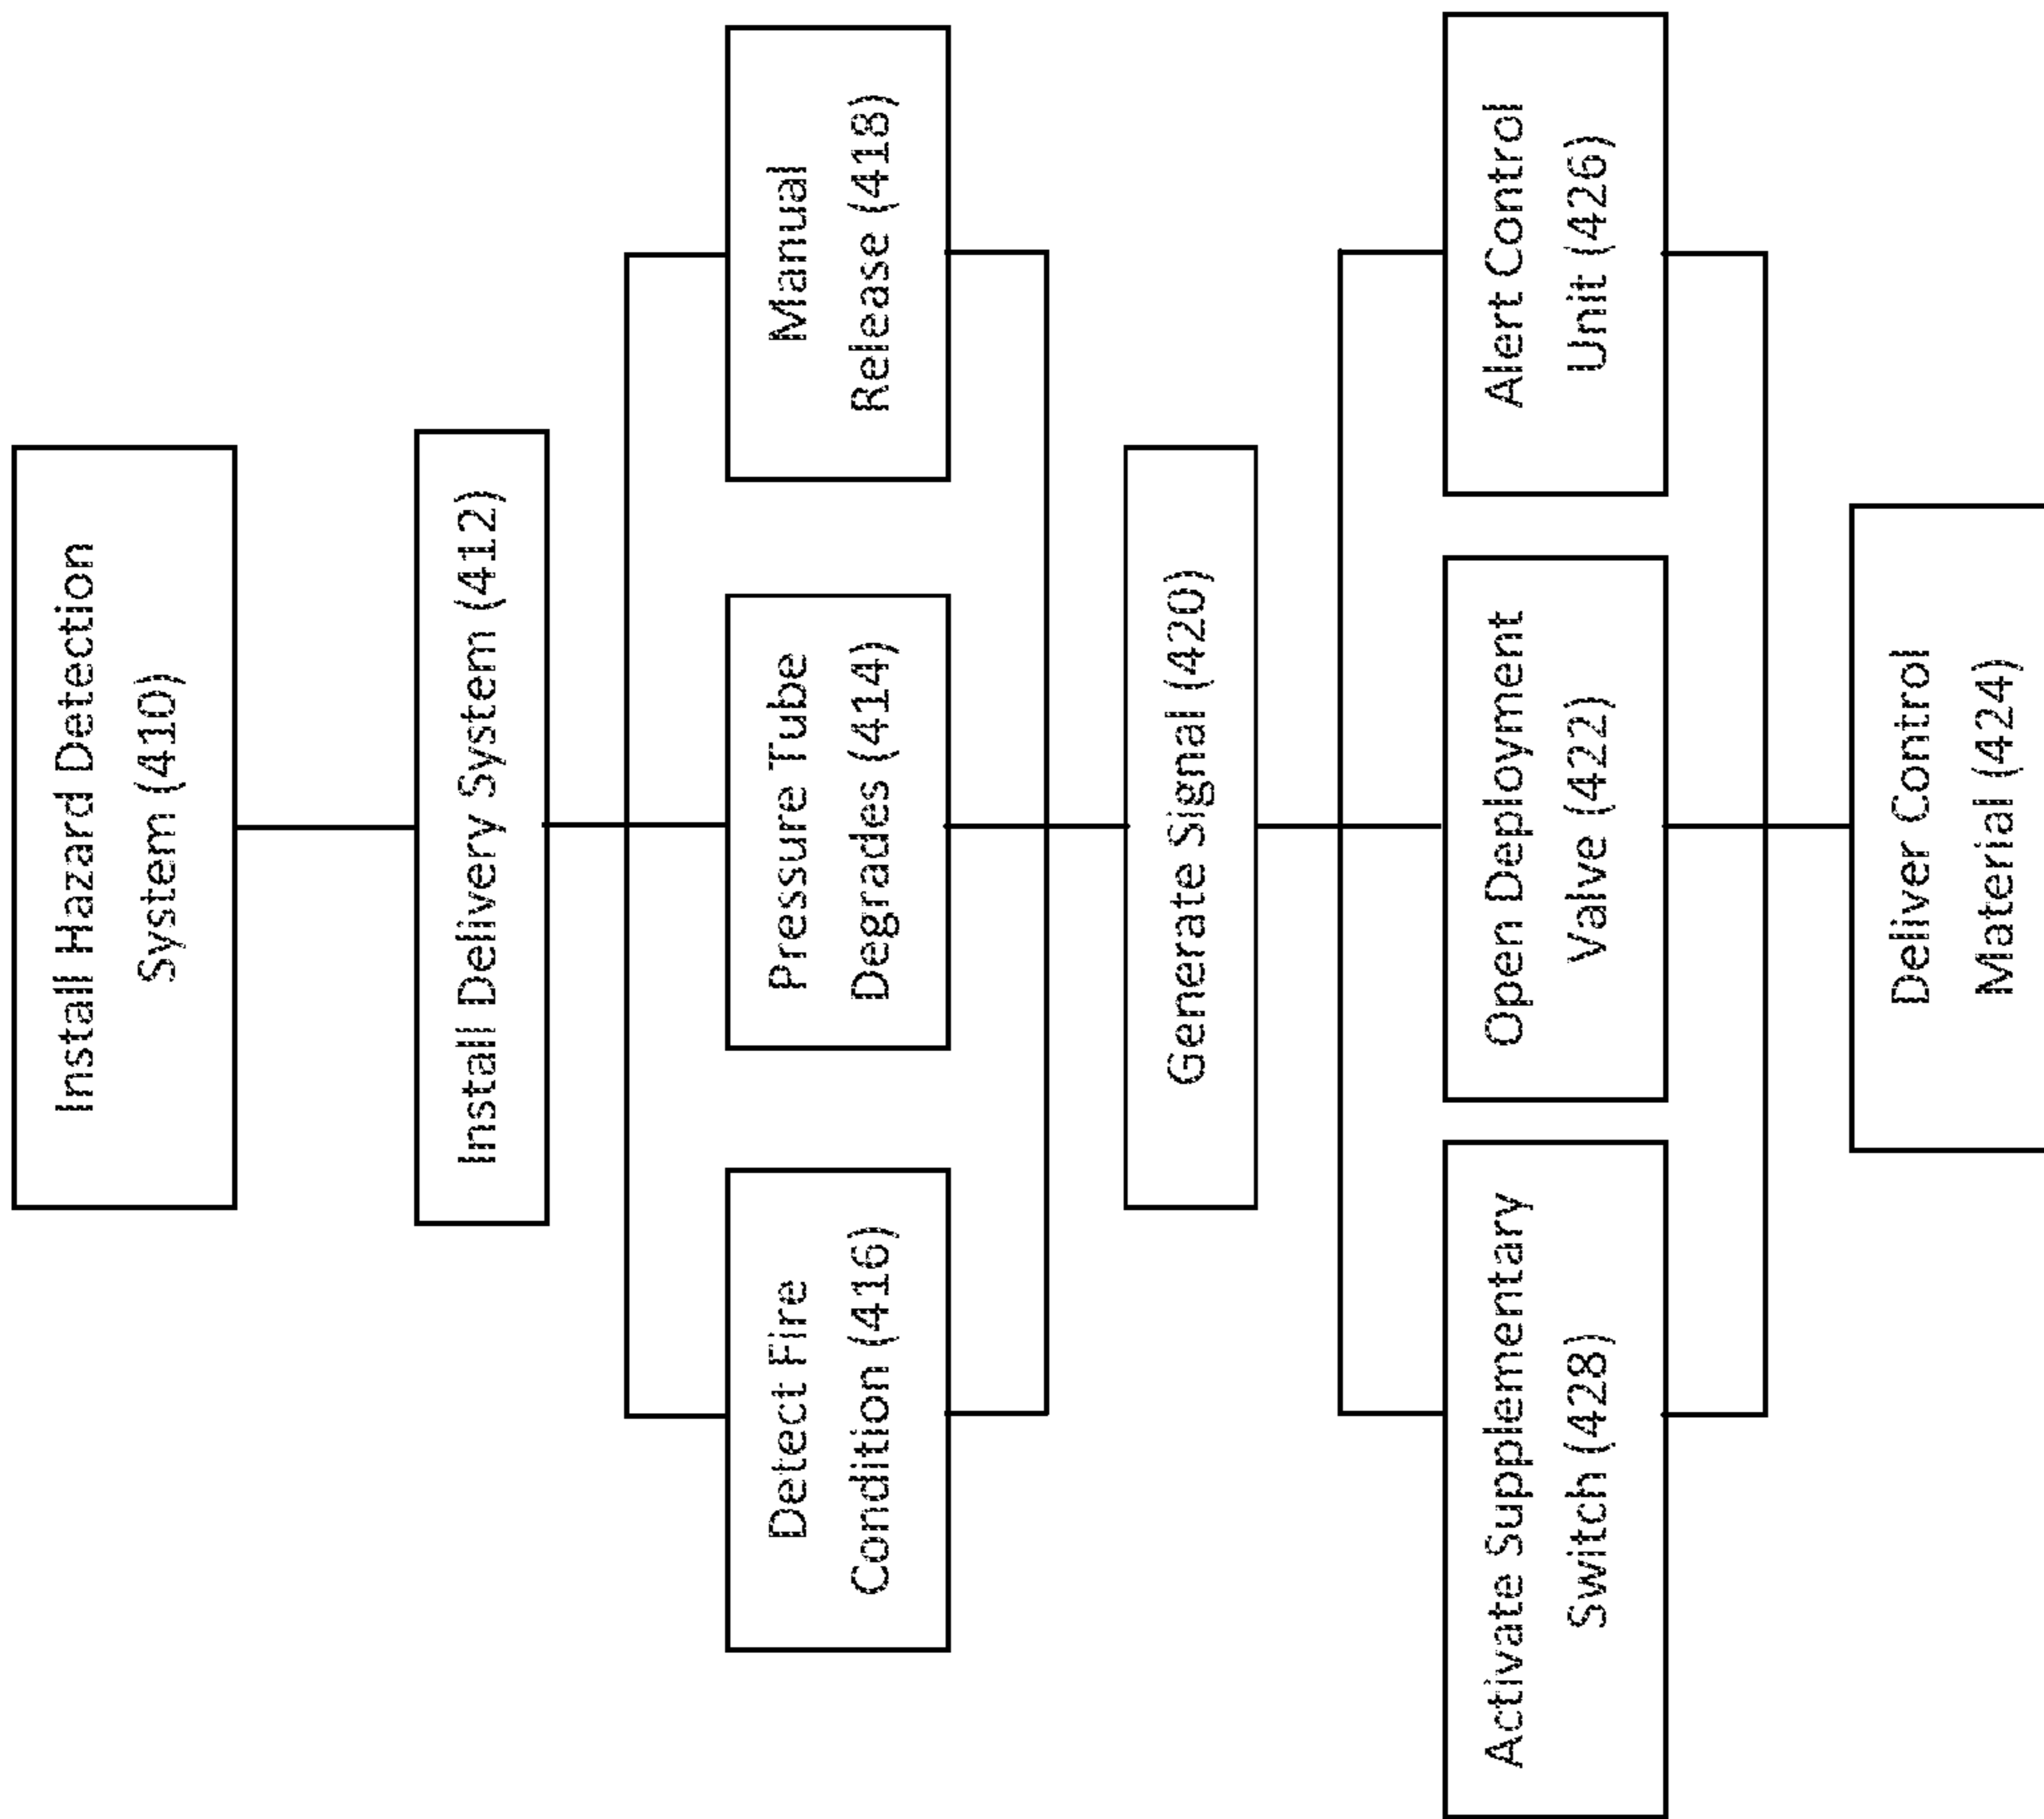 Install Hazard Detection
System (410)
Install Delivery System (412)
Detect Fire
Condition (416)
Pressure Tube
Degrades (414)
Manual
Release (418)
Generate Signal (420)
Activate Supplementary
Switch (428)
Open Deployment
Valve (422)
Alert Control
Unit (426)
Deliver Control
Material (424)